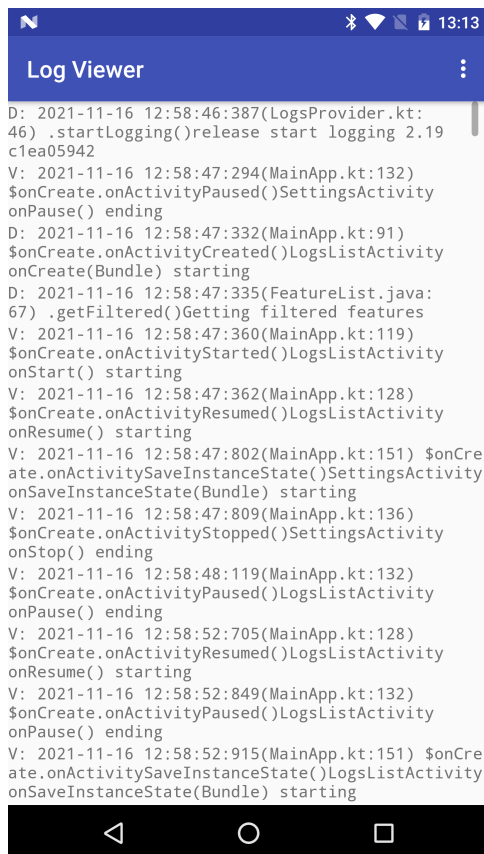 13:13
Log Viewer
D: 2021-11-16 12:58:46:387(LogsProvider.kt:
46) .startLogging()release start logging 2.19
c1ea05942
V: 2021-11-16 12:58:47:294(MainApp.kt:132)
$onCreate.onActivityPaused()SettingsActivity
onPause() ending
D: 2021-11-16 12:58:47:332(MainApp.kt:91)
$onCreate.onActivityCreated()LogsListActivity
onCreate(Bundle) starting
D: 2021-11-16 12:58:47:335(FeatureList.java:
67) .getFiltered()Getting filtered features
V: 2021-11-16 12:58:47:360(MainApp.kt:119)
$onCreate.onActivityStarted()LogsListActivity
onStart() starting
V: 2021-11-16 12:58:47:362(MainApp.kt:128)
$onCreate.onActivityResumed()LogsListActivity
onResume() starting
V: 2021-11-16 12:58:47:802(MainApp.kt:151) $onCre
ate.onActivitySaveInstanceState()SettingsActivity
onSaveInstanceState(Bundle) starting
V: 2021-11-16 12:58:47:809(MainApp.kt:136)
$onCreate.onActivityStopped()SettingsActivity
onStop() ending
V: 2021-11-16 12:58:48:119(MainApp.kt:132)
$onCreate.onActivityPaused()LogsListActivity
onPause() ending
V: 2021-11-16 12:58:52:705(MainApp.kt:128)
$onCreate.onActivityResumed()LogsListActivity
onResume() starting
V: 2021-11-16 12:58:52:849(MainApp.kt:132)
$onCreate.onActivityPaused()LogsListActivity
onPause() ending
V: 2021-11-16 12:58:52:915(MainApp.kt:151) $onCre
ate.onActivitySaveInstanceState()LogsListActivity
onSaveInstanceState(Bundle) starting